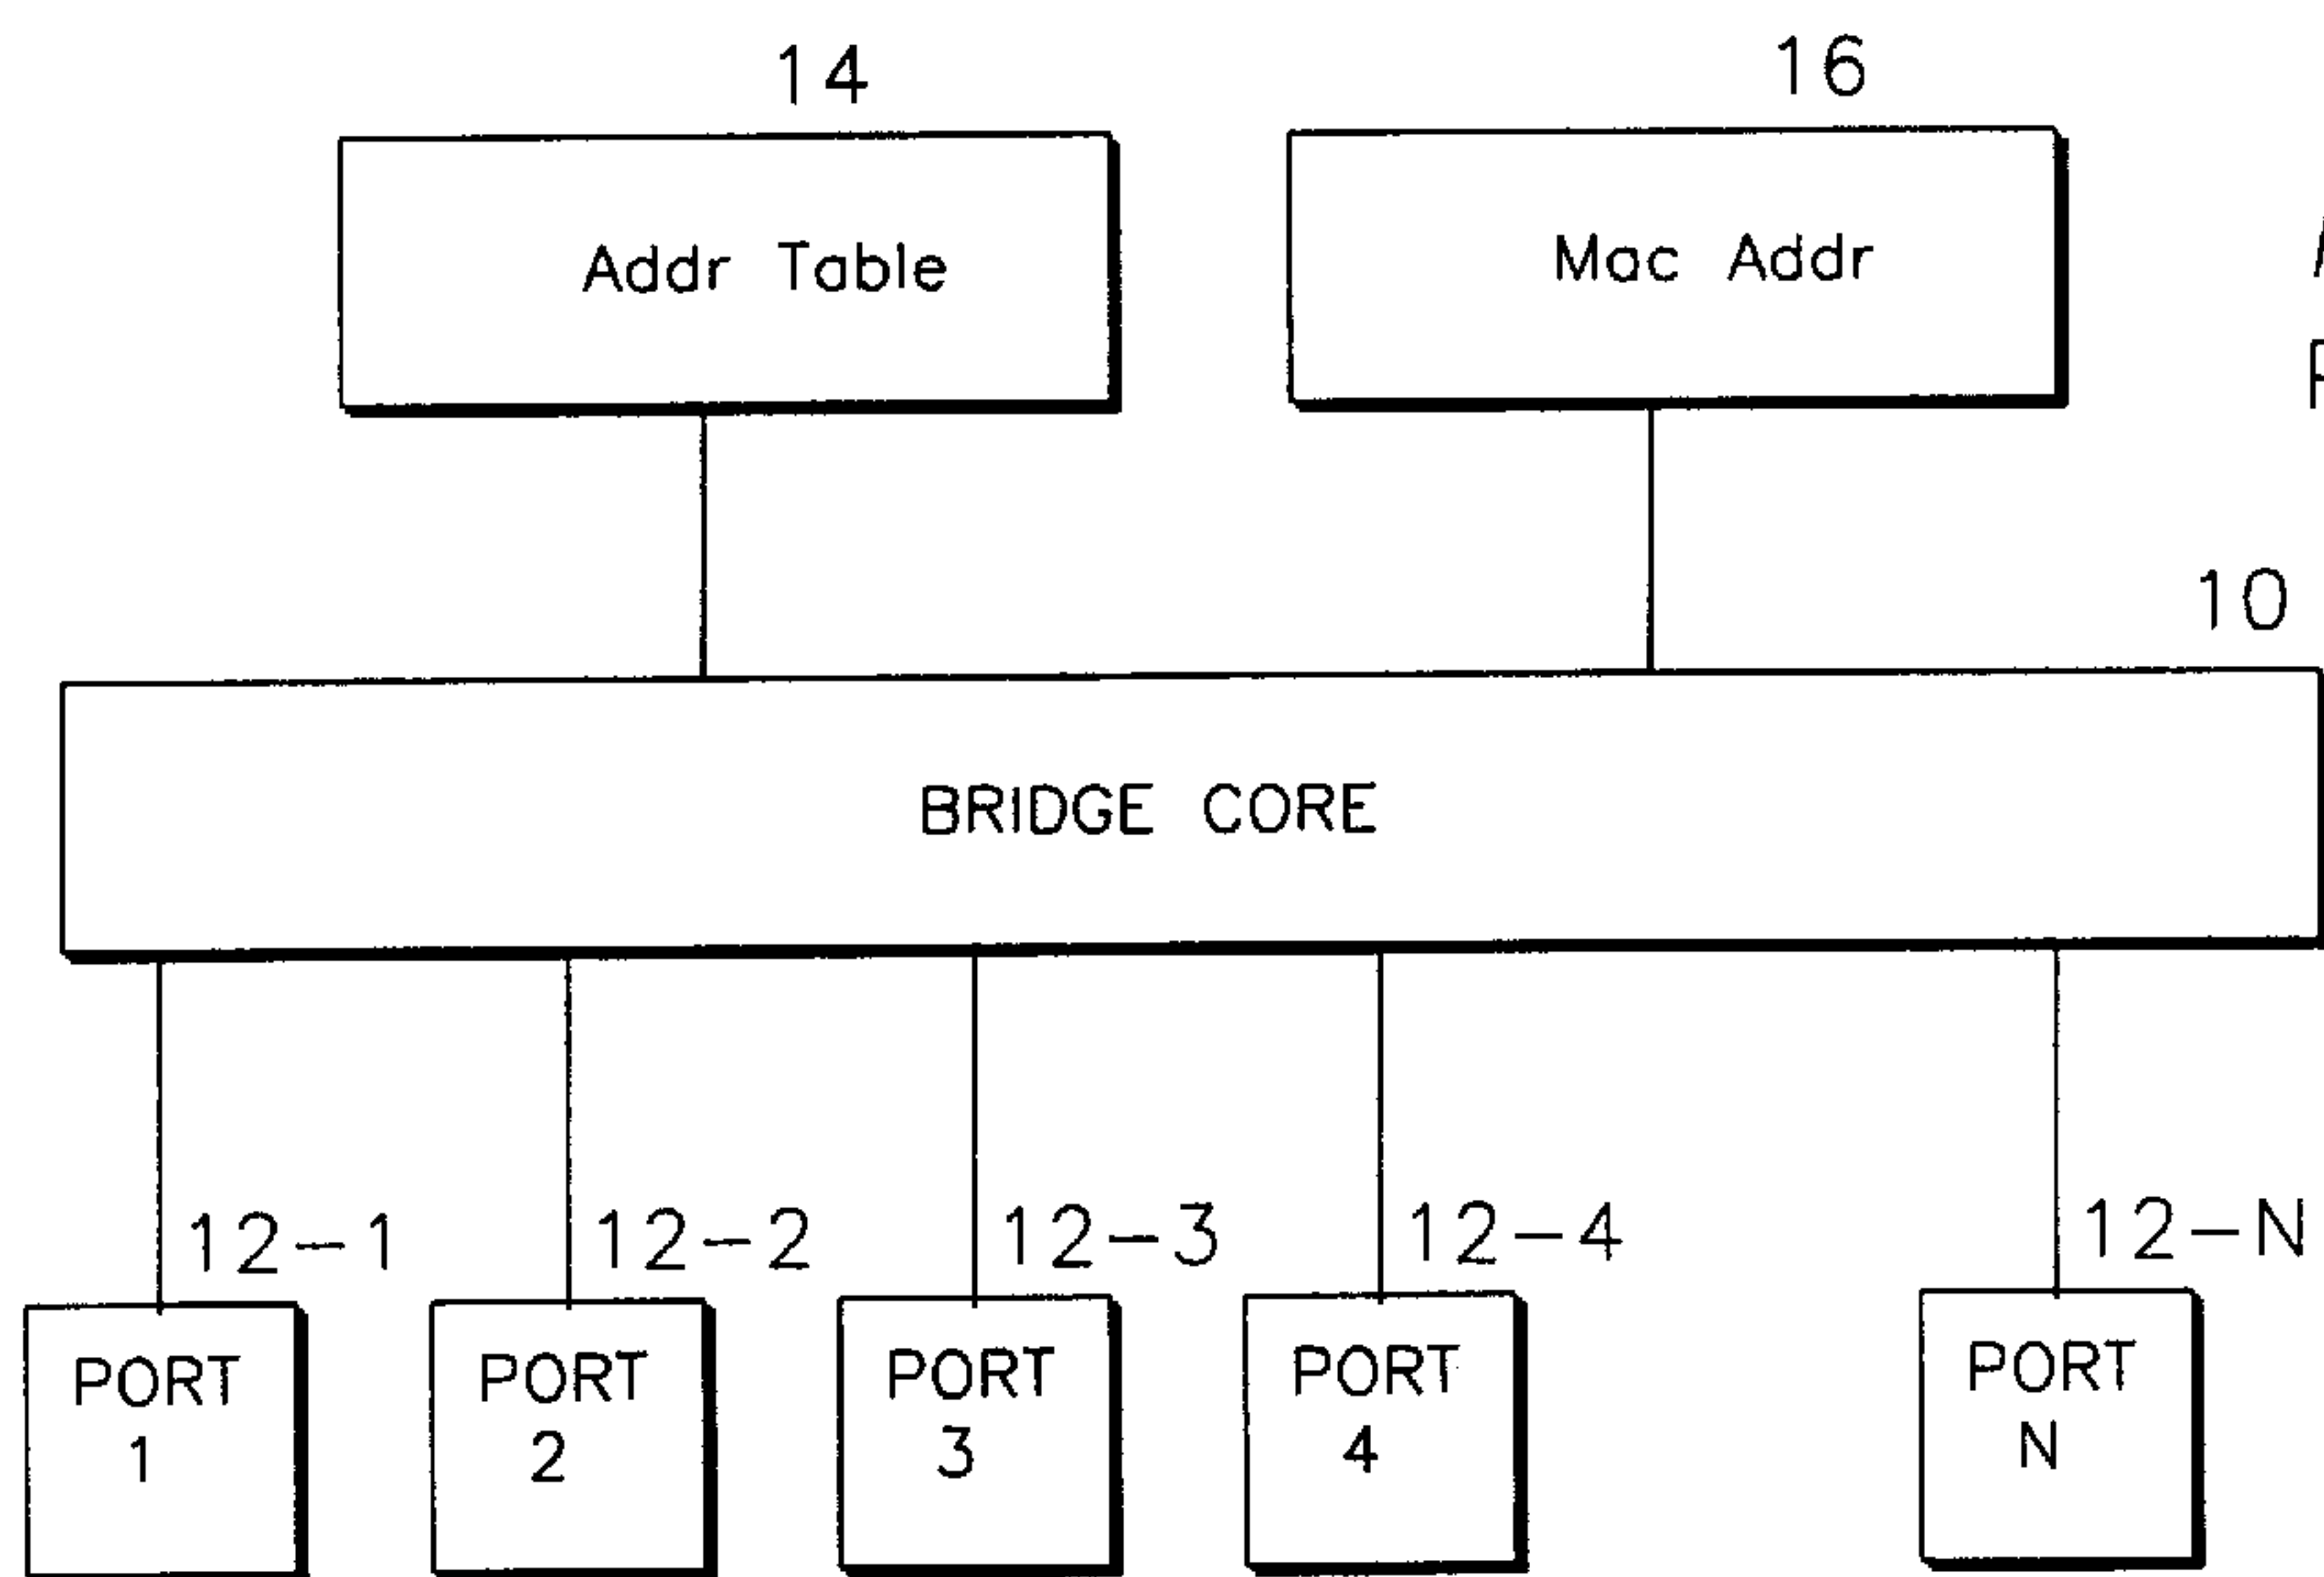 14
16
Addr Table
Mac Addr
10
BRIDGE CORE
12-1
12-2
12-3
12-4
12-N
PORT
1
PORT
2
PORT
3
PORT
4
PORT
N